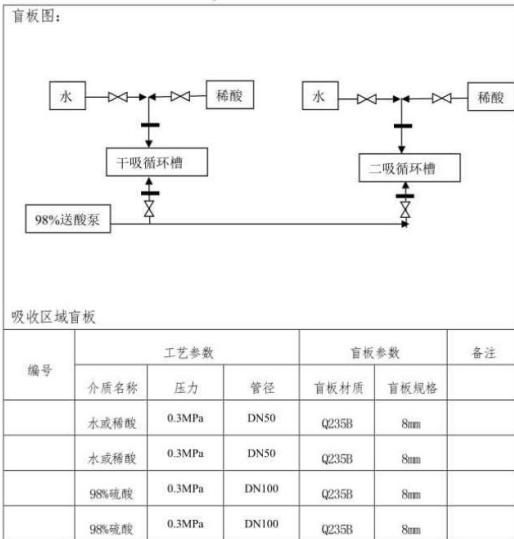 盲板图：
水
稀酸
水
稀酸
干吸循环槽
二吸循环槽
98%送酸泵
吸收区域盲板
编号 工艺参数 盲板参数 备注
介质名称 压力 管径 盲板材质 盲板规格
水或稀酸 0.3MPa DN50 Q235B 8mm
水或稀酸 0.3MPa DN50 Q235B 8mm
98%硫酸 0.3MPa DN100 Q235B 8mm
98%硫酸 0.3MPa DN100 Q235B 8mm